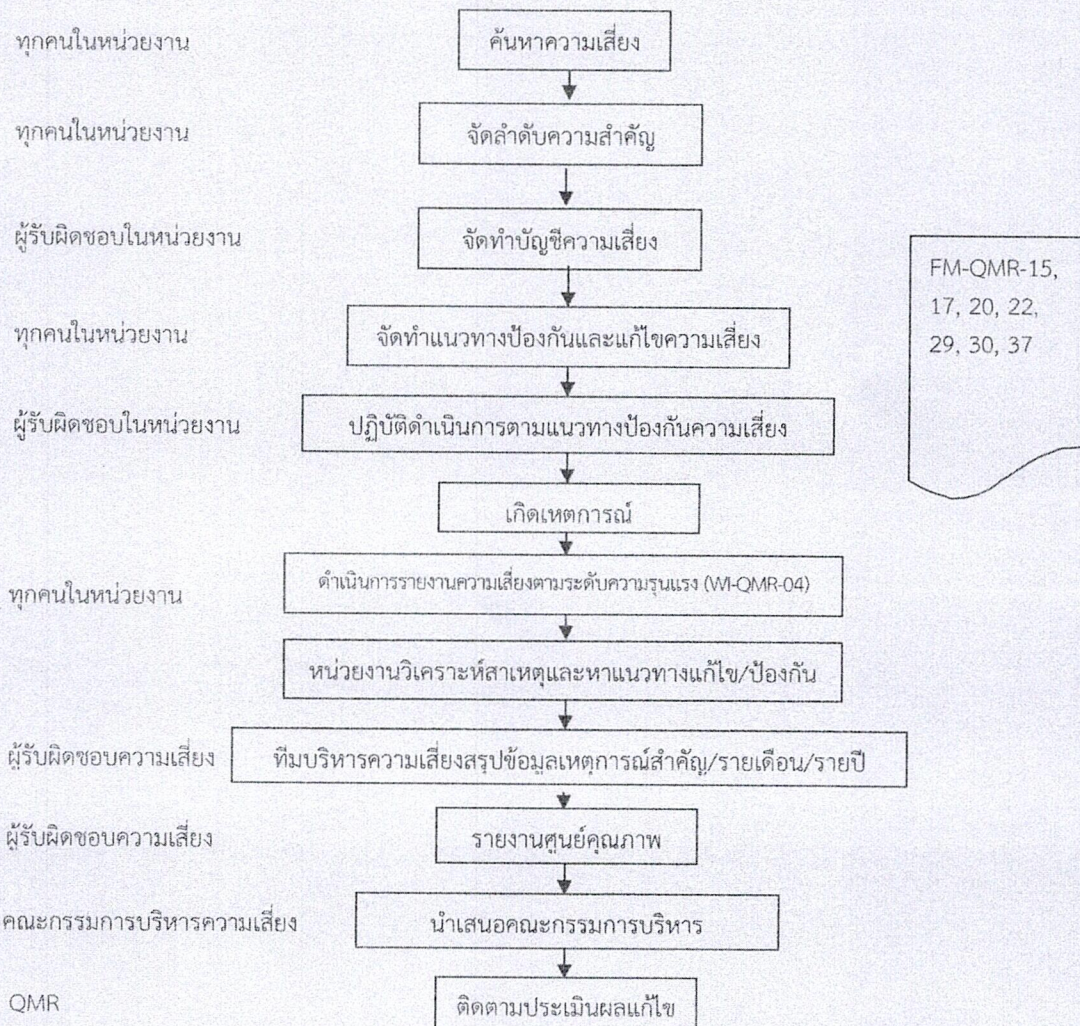 ทุกคนในหน่วยงาน
ค้นหาความเสี่ยง
ทุกคนในหน่วยงาน
จัดลำดับความสำคัญ
ผู้รับผิดชอบในหน่วยงาน
จัดทำบัญชีความเสี่ยง
FM-QMR-15,
17, 20, 22,
29, 30, 37
ทุกคนในหน่วยงาน
จัดทำแนวทางป้องกันและแก้ไขความเสี่ยง
ผู้รับผิดชอบในหน่วยงาน
ปฏิบัติดำเนินการตามแนวทางป้องกันความเสี่ยง
เกิดเหตุการณ์
ทุกคนในหน่วยงาน
ดำเนินการรายงานความเสี่ยงตามระดับความรุนแรง (WI-QMR-04)
หน่วยงานวิเคราะห์สาเหตุและหาแนวทางแก้ไข/ป้องกัน
ผู้รับผิดชอบความเสี่ยง
ทีมบริหารความเสี่ยงสรุปข้อมูลเหตุการณ์สำคัญ/รายเดือน/รายปี
ผู้รับผิดชอบความเสี่ยง
รายงานศูนย์คุณภาพ
คณะกรรมการบริหารความเสี่ยง
นำเสนอคณะกรรมการบริหาร
QMR
ติดตามประเมินผลแก้ไข